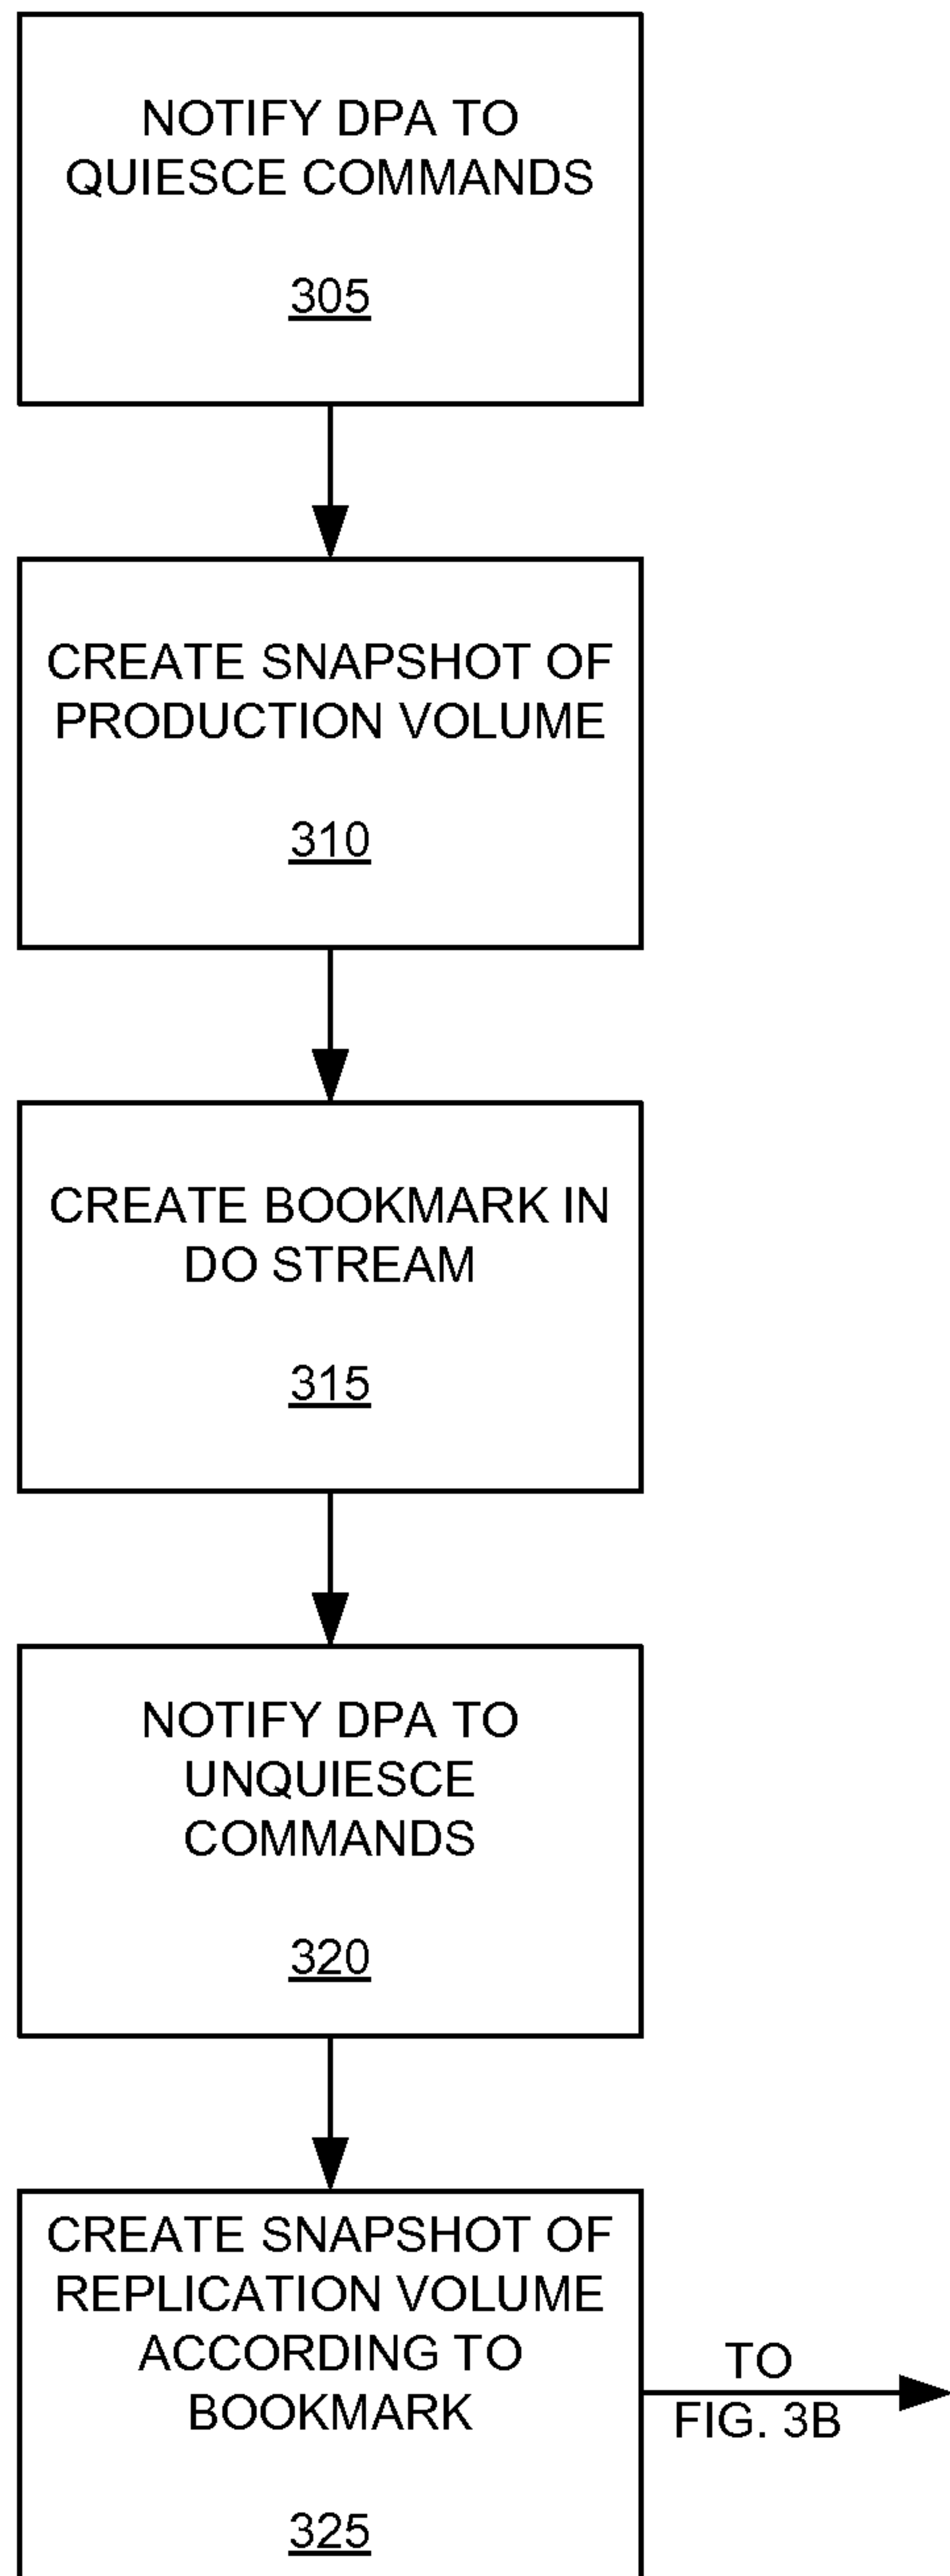 NOTIFY DPA TO
QUIESCE COMMANDS
305
CREATE SNAPSHOT OF
PRODUCTION VOLUME
310
CREATE BOOKMARK IN
DO STREAM
315
NOTIFY DPA TO
UNQUIESCE
COMMANDS
320
CREATE SNAPSHOT OF
REPLICATION VOLUME
ACCORDING TO
BOOKMARK
325
TO
FIG. 3B